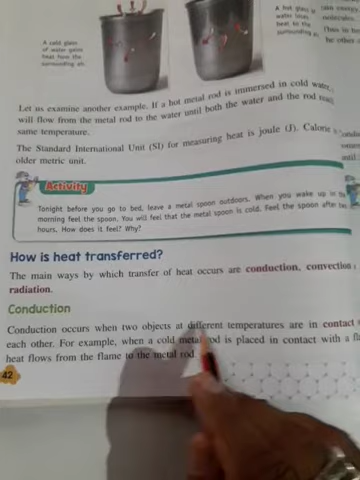 A cold glass
of water gains
heat from the
surrounding air.
A hot glass
water loses
heat to the
surrounding
Let us examine another example. If a hot metal rod is immersed in cold water,
will flow from the metal rod to the water until both the water and the rod reach
same temperature.
The Standard International Unit (SI) for measuring heat is joule (J). Calorie
older metric unit.
Activity
Tonight before you go to bed, leave a metal spoon outdoors. When you wake up in
morning feel the spoon. You will feel that the metal spoon is cold. Feel the spoon after
hours. How does it feel? Why?
How is heat transferred?
The main ways by which transfer of heat occurs are conduction, convection
radiation.
Conduction
Conduction occurs when two objects at different temperatures are in contact
each other. For example, when a cold metal rod is placed in contact with a
heat flows from the flame to the metal rod.
42